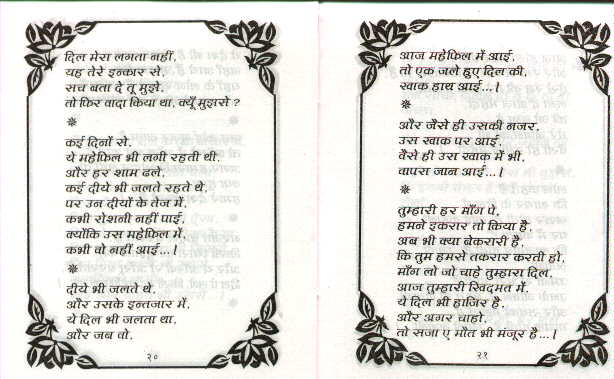 दिल मेरा लगता नहीं,
यह तेरे इन्कार से,
सच बता दे तू मुझे,
तो फिर वादा किया था, क्यूँ मुझसे ?
*
कई दिनों से,
ये महेफिल भी लगी रहती थी,
और हर शाम ढले,
कई दीये भी जलते रहते थे,
पर उन दीयों के तेज में,
कभी रोशनी नहीं पाई,
क्योंकि उस महेफिल में,
कभी वो नहीं आई...।
*
दीये भी जलते थे,
और उसके इन्तजार में,
ये दिल भी जलता था,
और जब वो,
२०
आज महेफिल में आई,
तो एक जले हुए दिल की,
खाक हाथ आई...।
*
और जैसे ही उसकी नजर,
उस खाक पर आई,
वैसे ही उस खाक में भी,
वापस जान आई...।
*
तुम्हारी हर माँग पे,
हमने इकरार तो किया है,
अब भी क्या बेकरारी है,
कि तुम हमसे तकरार करती हो,
माँग लो जो चाहे तुम्हारा दिल,
आज तुम्हारी खिदमत में,
ये दिल भी हाजिर है,
और अगर चाहो,
तो सजा ए मौत भी मंजूर है...।
२१